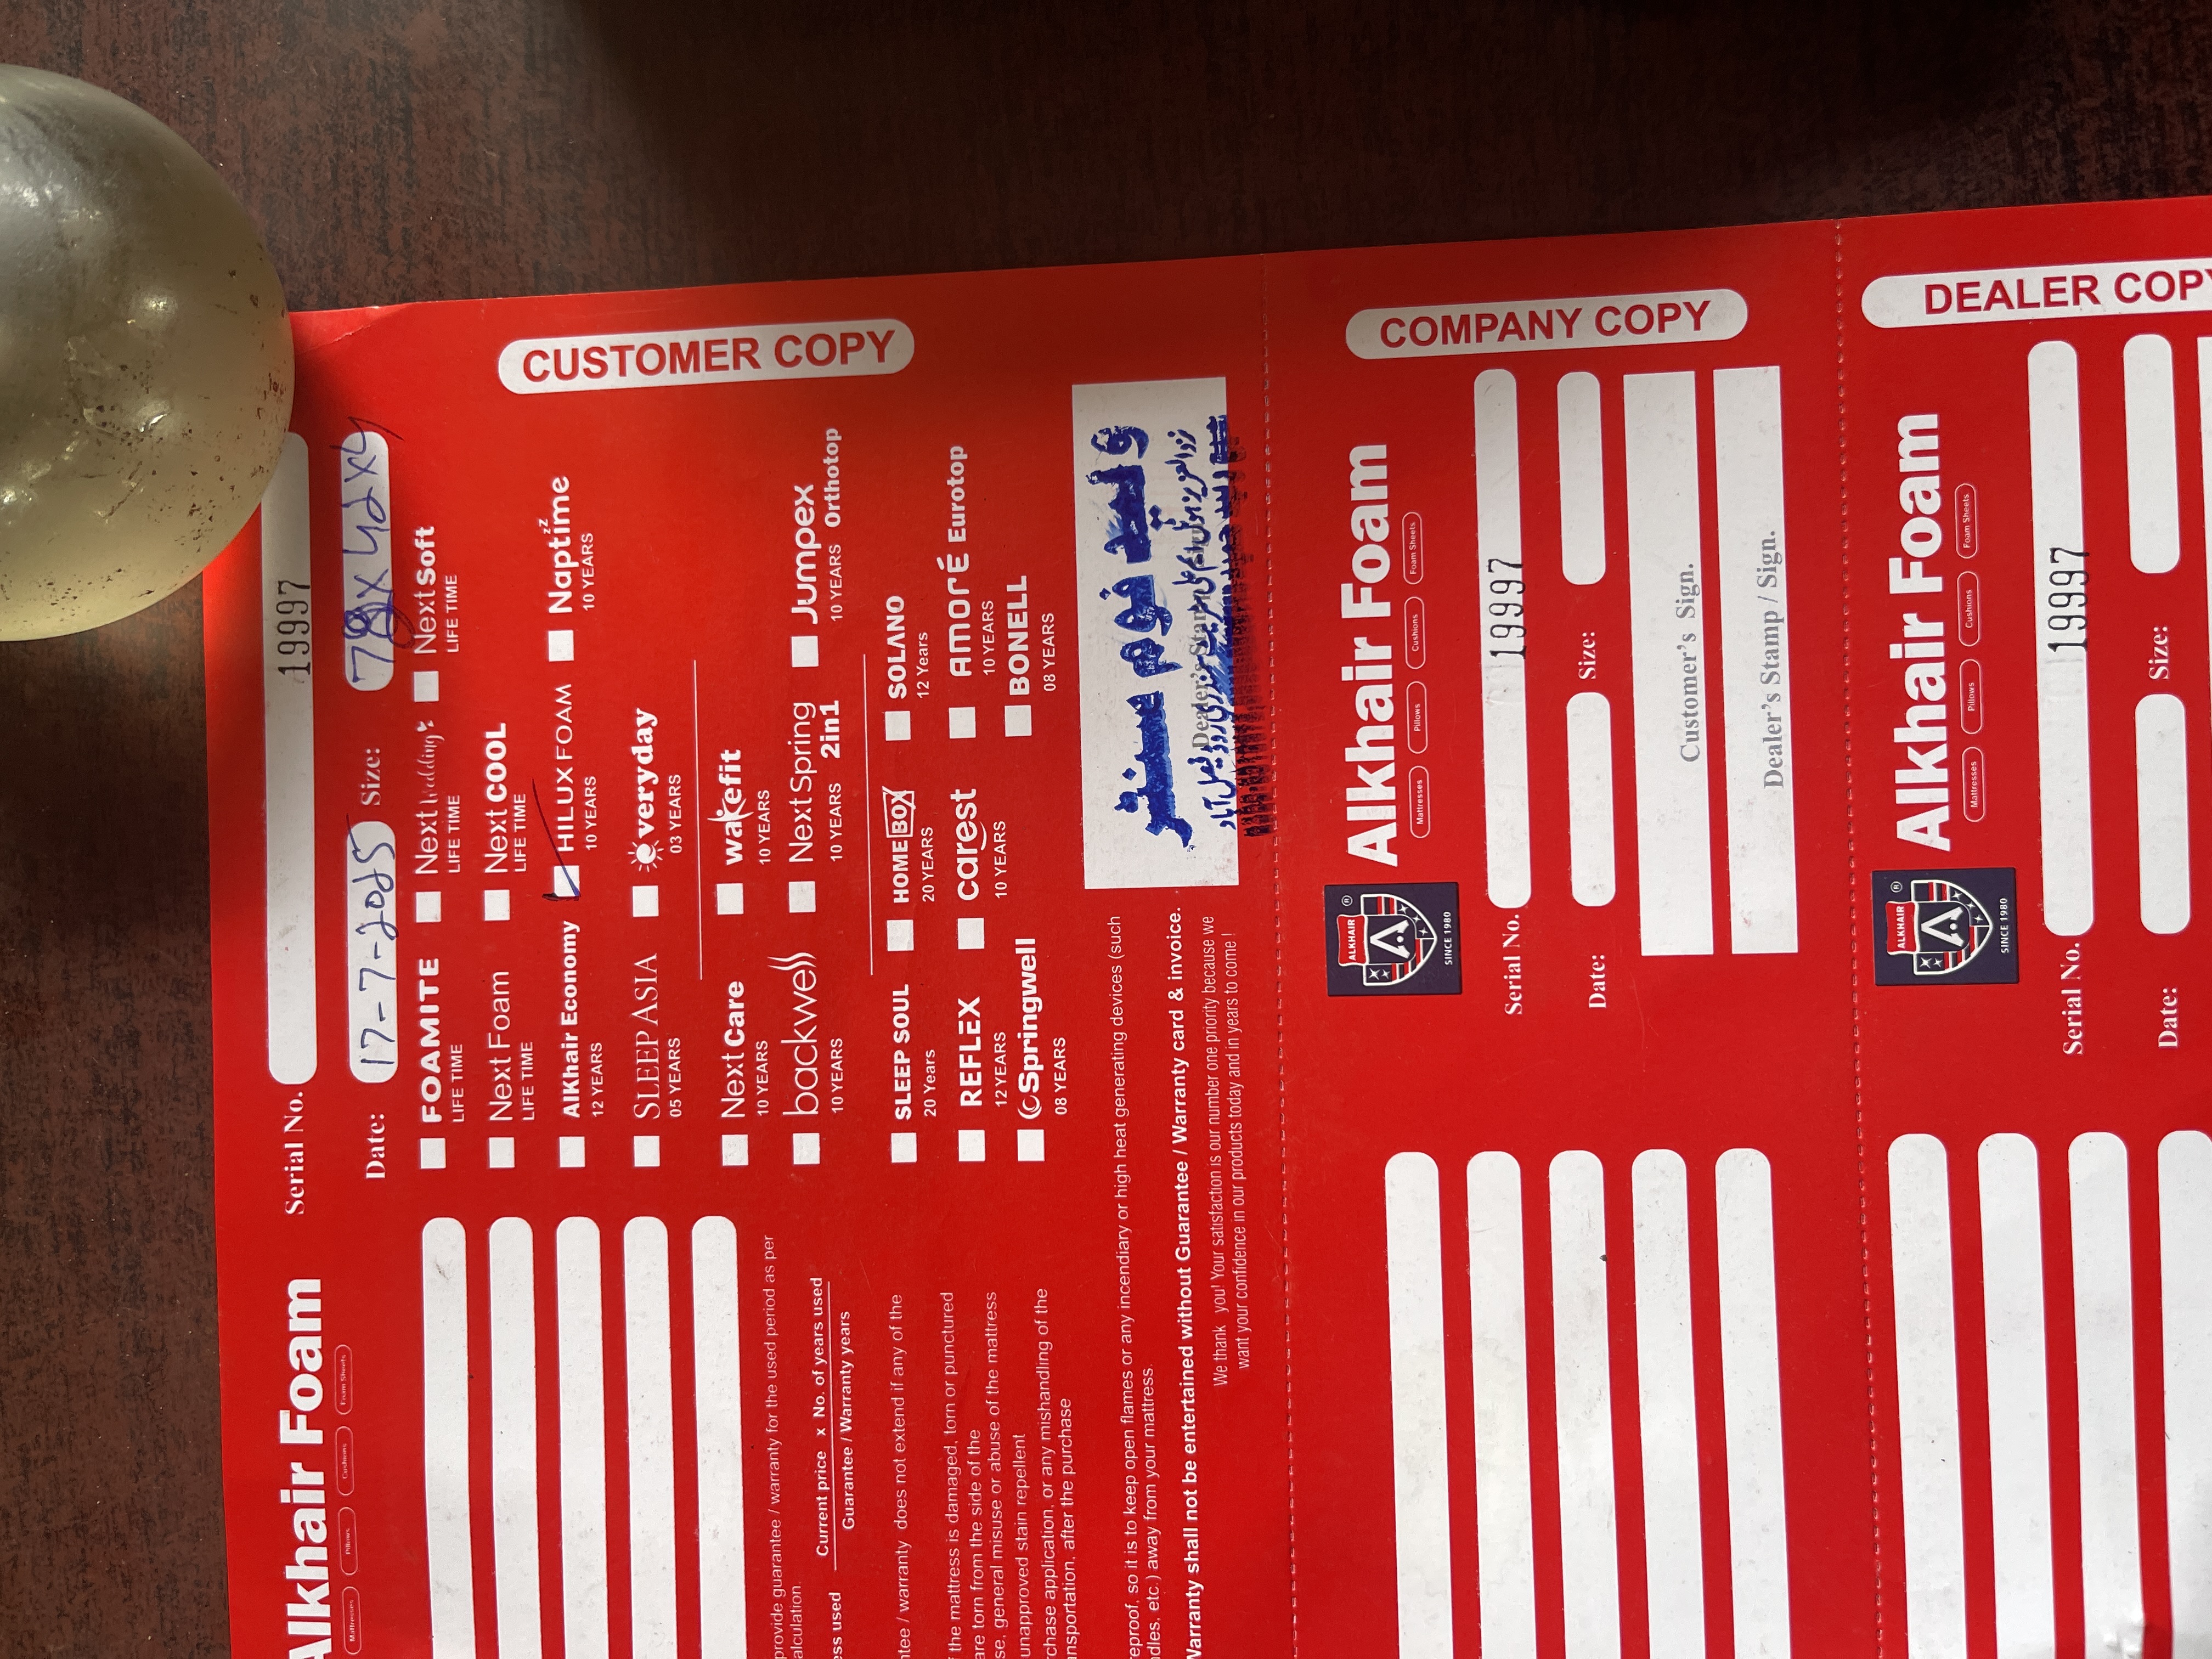 Alkhair Foam
Mattresses Pillows Cushions Foam Sheets
Serial No. 19997
Date: 17-7-2025 Size: 78x42x4
CUSTOMER COPY
FOAMITE Next Wedding Next Soft
LIFE TIME LIFE TIME LIFE TIME
Next Foam Next COOL
LIFE TIME LIFE TIME
AlKhair Economy HILUX FOAM Naptime zz
12 YEARS 10 YEARS 10 YEARS
SLEEP ASIA everyday
05 YEARS 03 YEARS
Next Care wakefit
10 YEARS 10 YEARS
backwell Next Spring 2in1 Jumpex Orthotop
10 YEARS 10 YEARS 10 YEARS
SLEEP SOUL HOME BOX SOLANO
20 Years 20 YEARS 12 Years
REFLEX carest AMORÉ Eurotop
12 YEARS 10 YEARS 10 YEARS
Springwell BONELL
08 YEARS 08 YEARS
provide guarantee / warranty for the used period as per
alculation.
Current price x No. of years used
ess used
Guarantee / Warranty years
ntee / warranty does not extend if any of the
f the mattress is damaged, torn or punctured
are torn from the side of the
se, general misuse or abuse of the mattress
unapproved stain repellent
rchase application, or any mishandling of the
ansportation, after the purchase
eproof, so it is to keep open flames or any incendiary or high heat generating devices (such
ndles, etc.) away from your mattress.
Warranty shall not be entertained without Guarantee / Warranty card & invoice.
We thank you! Your satisfaction is our number one priority because we
want your confidence in our products today and in years to come !
فوم سنٹر
Dealer's Stamp
COMPANY COPY
Alkhair Foam
Mattresses Pillows Cushions Foam Sheets
ALKHAIR ®
SINCE 1980
Serial No. 19997
Date: Size:
Customer's Sign.
Dealer's Stamp / Sign.
DEALER COPY
Alkhair Foam
Mattresses Pillows Cushions Foam Sheets
ALKHAIR ®
SINCE 1980
Serial No. 19997
Date: Size: